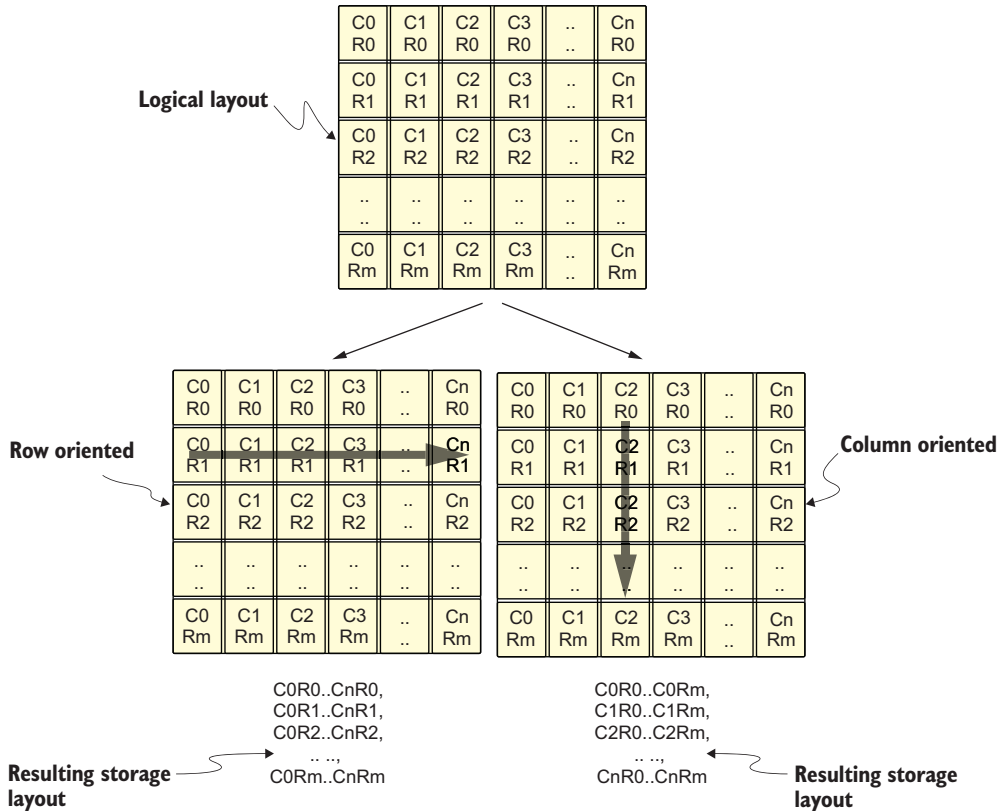 C0 C1 C2 C3 .. Cn
R0 R0 R0 R0 .. R0
C0 C1 C2 C3 .. Cn
R1 R1 R1 R1 .. R1
C0 C1 C2 C3 .. Cn
R2 R2 R2 R2 .. R2
.. .. .. .. .. ..
.. .. .. .. .. ..
C0 C1 C2 C3 .. Cn
Rm Rm Rm Rm .. Rm
Logical layout
C0 C1 C2 C3 .. Cn
R0 R0 R0 R0 .. R0
C0 C1 C2 C3 .. Cn
R1 R1 R1 R1 .. R1
C0 C1 C2 C3 .. Cn
R2 R2 R2 R2 .. R2
.. .. .. .. .. ..
.. .. .. .. .. ..
C0 C1 C2 C3 .. Cn
Rm Rm Rm Rm .. Rm
Row oriented
C0 C1 C2 C3 .. Cn
R0 R0 R0 R0 .. R0
C0 C1 C2 C3 .. Cn
R1 R1 R1 R1 .. R1
C0 C1 C2 C3 .. Cn
R2 R2 R2 R2 .. R2
.. .. .. .. .. ..
.. .. .. .. .. ..
C0 C1 C2 C3 .. Cn
Rm Rm Rm Rm .. Rm
Column oriented
C0R0..CnR0,
C0R1..CnR1,
C0R2..CnR2,
.. ..,
C0Rm..CnRm
Resulting storage
layout
C0R0..C0Rm,
C1R0..C1Rm,
C2R0..C2Rm,
.. ..,
CnR0..CnRm
Resulting storage
layout